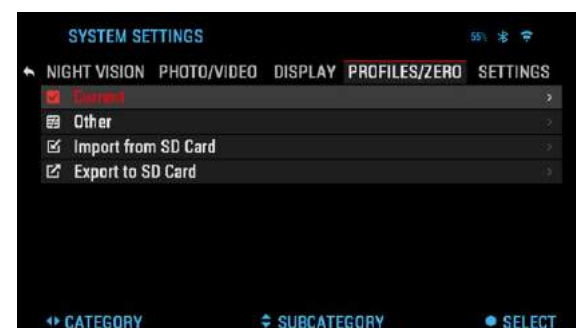 SYSTEM SETTINGS 55%
NIGHT VISION PHOTO/VIDEO DISPLAY PROFILES/ZERO SETTINGS
Current
Other
Import from SD Card
Export to SD Card
CATEGORY SUBCATEGORY SELECT